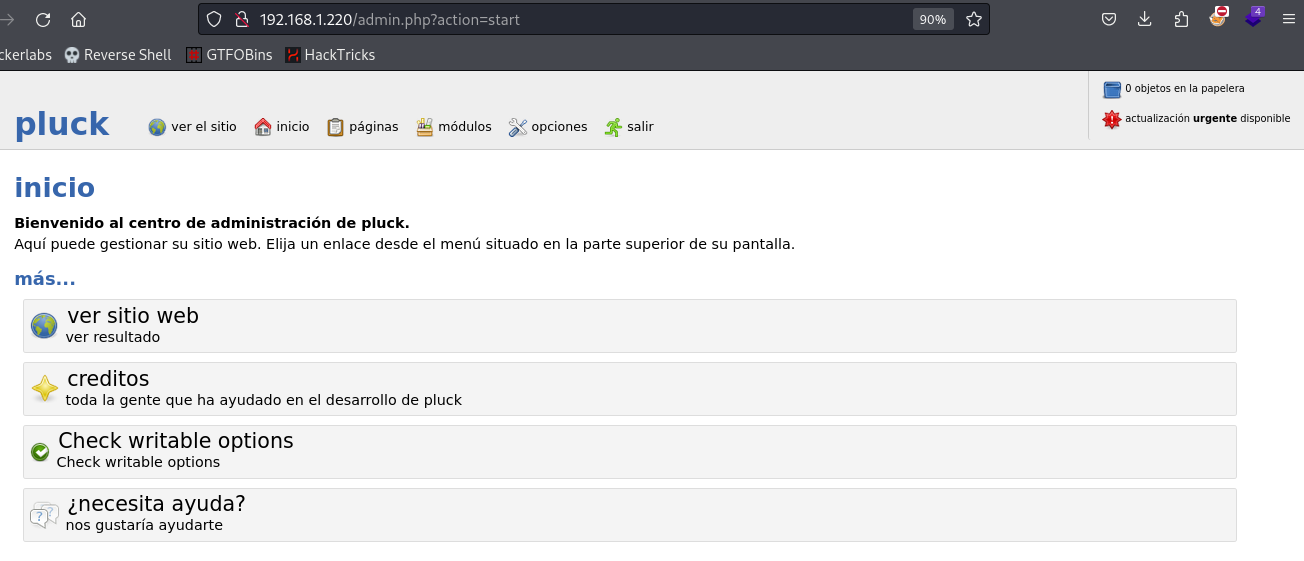 192.168.1.220/admin.php?action=start 90% 4
ckerlabs Reverse Shell GTFOBins HackTricks
0 objetos en la papelera
pluck ver el sitio inicio páginas módulos opciones salir
actualización urgente disponible
inicio
Bienvenido al centro de administración de pluck.
Aquí puede gestionar su sitio web. Elija un enlace desde el menú situado en la parte superior de su pantalla.
más...
ver sitio web
ver resultado
creditos
toda la gente que ha ayudado en el desarrollo de pluck
Check writable options
Check writable options
¿necesita ayuda?
nos gustaría ayudarte